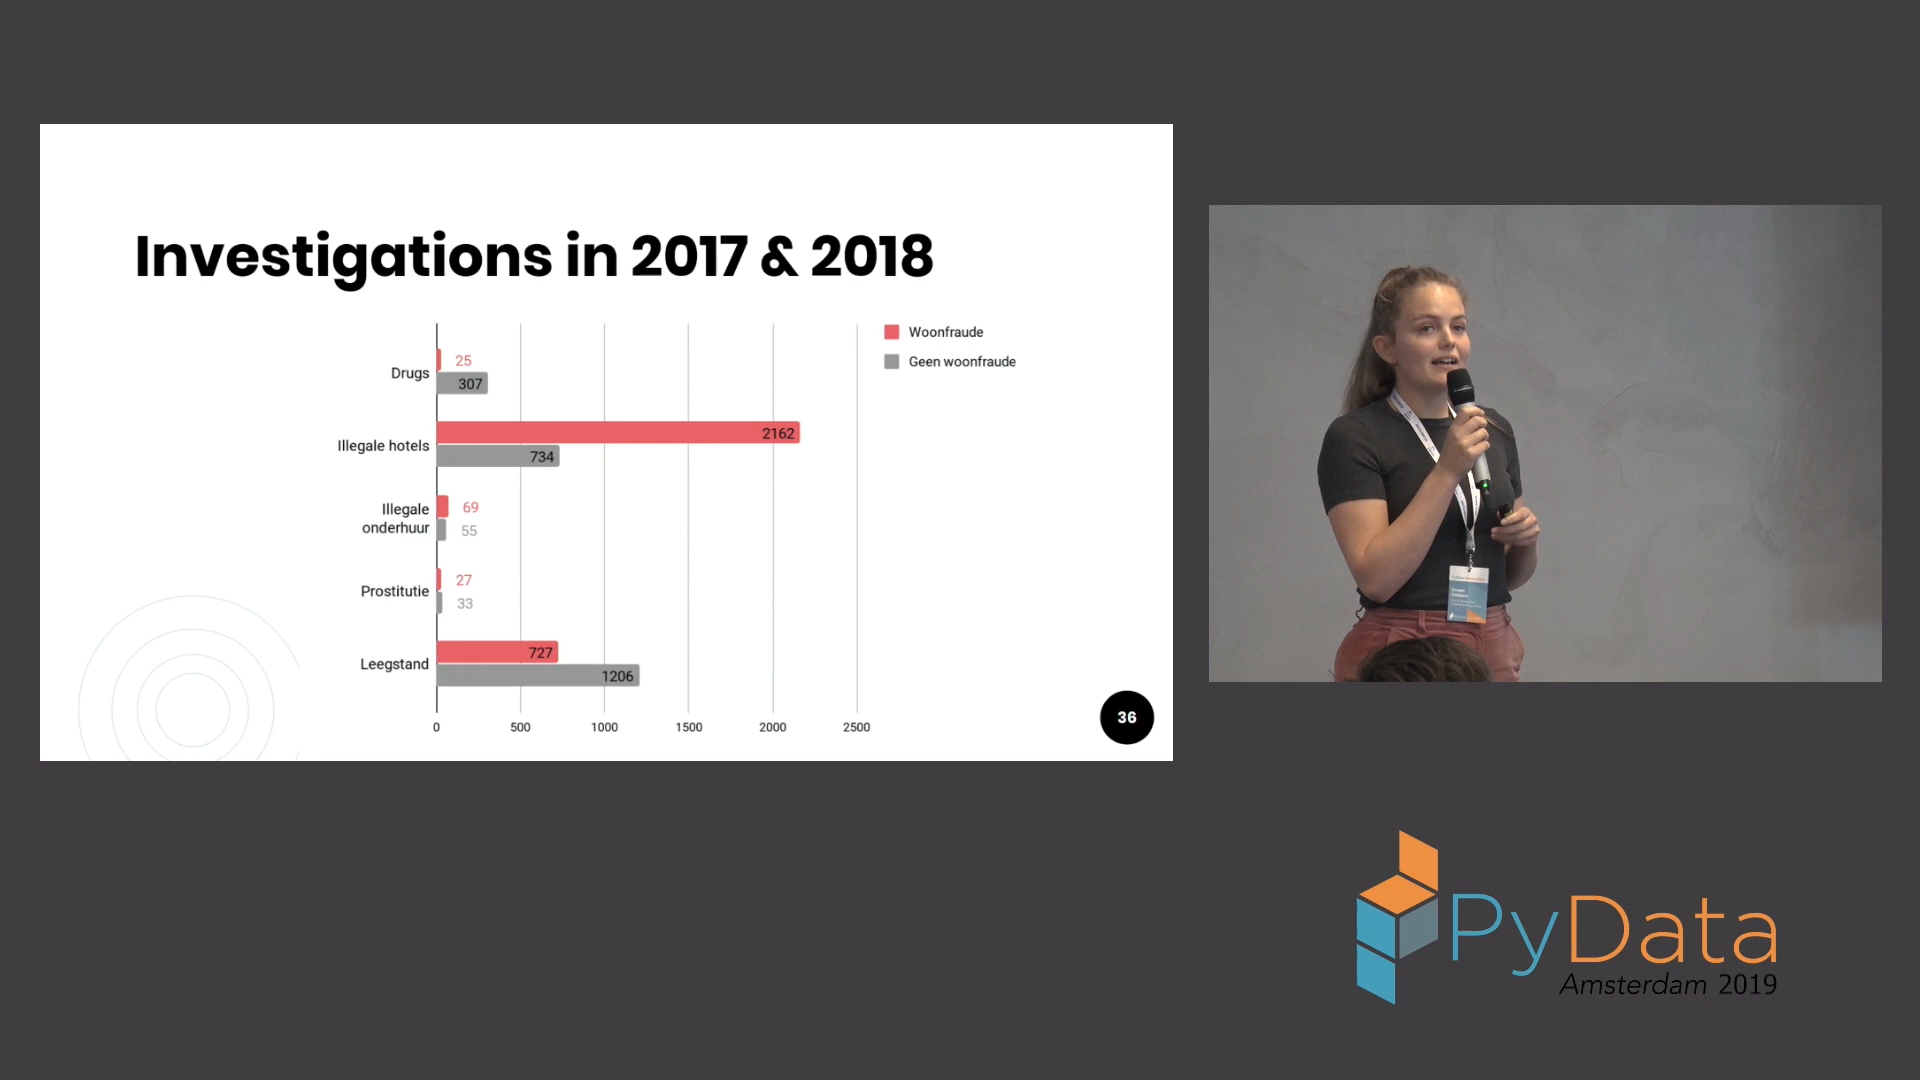 Investigations in 2017 & 2018
Woonfraude
Geen woonfraude
Drugs
25
307
Illegale hotels
2162
734
Illegale
onderhuur
69
55
Prostitutie
27
33
Leegstand
727
1206
0 500 1000 1500 2000 2500
36
PyData
Amsterdam 2019